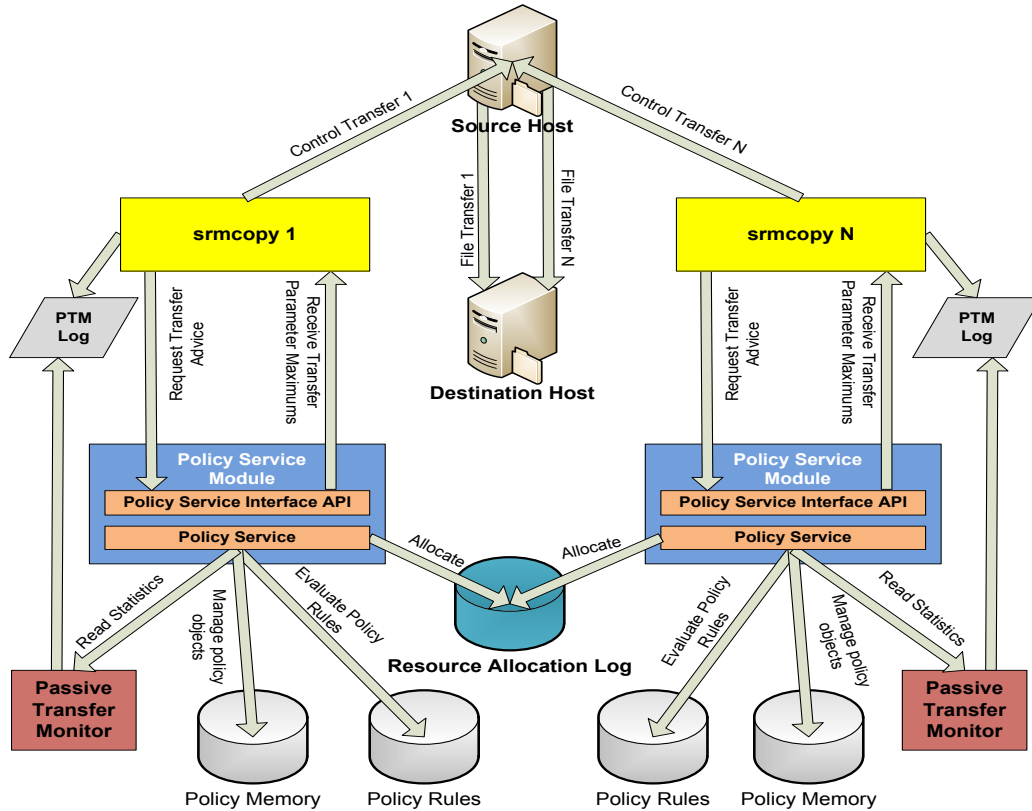 Control Transfer 1
Control Transfer N
Source Host
srmcopy 1
File Transfer 1
File Transfer N
srmcopy N
PTM
Log
Request Transfer
Advice
Receive Transfer
Parameter Maximums
Destination Host
Request Transfer
Advice
Receive Transfer
Parameter Maximums
PTM
Log
Policy Service
Module
Policy Service Interface API
Policy Service
Policy Service
Module
Policy Service Interface API
Policy Service
Allocate
Allocate
Read Statistics
Manage policy
objects
Evaluate Policy
Rules
Resource Allocation Log
Evaluate Policy
Rules
Manage policy
objects
Read Statistics
Passive
Transfer
Monitor
Passive
Transfer
Monitor
Policy Memory
Policy Rules
Policy Rules
Policy Memory